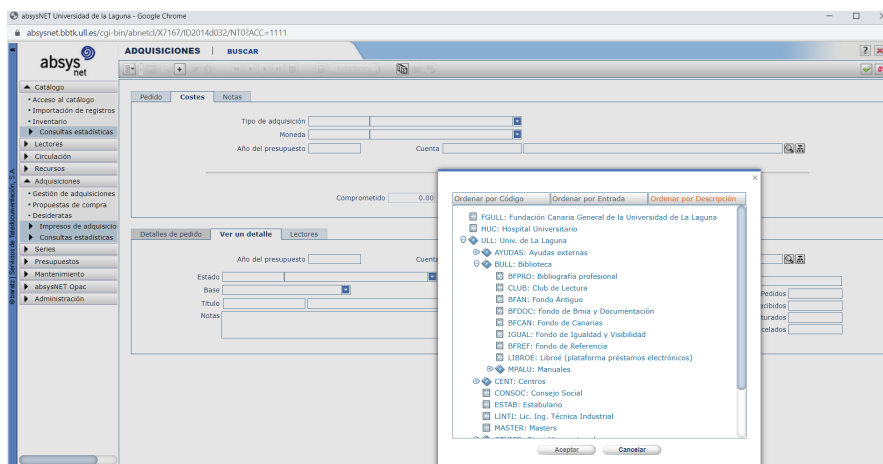 absysNET Universidad de la Laguna - Google Chrome
absysnet.bbtk.ull.es/cgi-bin/abnetcl/X7167/ID2014d032/NT0?ACC=1111
absys
net
ADQUISICIONES | BUSCAR
Catálogo
Acceso al catálogo
Importación de registros
Inventario
Consultas estadísticas
Lectores
Circulación
Recursos
Adquisiciones
Gestión de adquisiciones
Propuestas de compra
Desideratas
Impresos de adquisicio
Consultas estadísticas
Series
Presupuestos
Mantenimiento
absysNET Opac
Administración
© baratz | Servicios de Teledocumentación, S.A.
Pedido Costes Notas
Tipo de adquisición
Moneda
Año del presupuesto Cuenta
Comprometido 0.00
Detalles de pedido Ver un detalle Lectores
Año del presupuesto Cuenta
Estado
Base
Título
Notas
Pedidos
ecibidos
turados
celados
Ordenar por Código Ordenar por Entrada Ordenar por Descripción
FGULL: Fundación Canaria General de la Universidad de La Laguna
HUC: Hospital Universitario
ULL: Univ. de La Laguna
AYUDAS: Ayudas externas
BULL: Biblioteca
BFPRO: Bibliografía profesional
CLUB: Club de Lectura
BFAN: Fondo Antiguo
BFDOC: Fondo de Bmia y Documentación
BFCAN: Fondo de Canarias
IGUAL: Fondo de Igualdad y Visibilidad
BFREF: Fondo de Referencia
LIBROÉ: Libroé (plataforma préstamos electrónicos)
MPALU: Manuales
CENT: Centros
CONSOC: Consejo Social
ESTAB: Estabulario
LINTI: Lic. Ing. Técnica Industrial
MASTER: Masters
Aceptar Cancelar